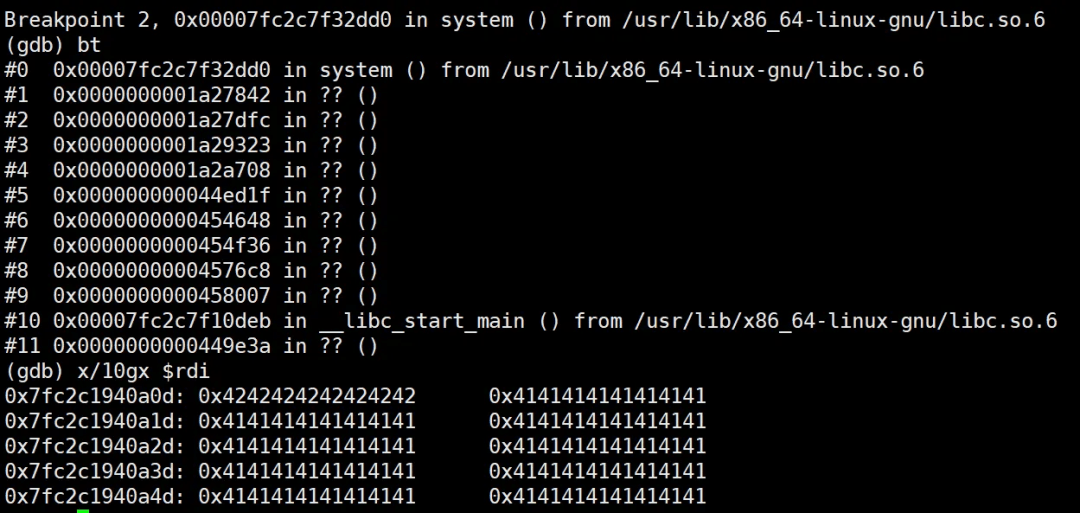 Breakpoint 2, 0x00007fc2c7f32dd0 in system () from /usr/lib/x86_64-linux-gnu/libc.so.6
(gdb) bt
#0  0x00007fc2c7f32dd0 in system () from /usr/lib/x86_64-linux-gnu/libc.so.6
#1  0x0000000001a27842 in ?? ()
#2  0x0000000001a27dfc in ?? ()
#3  0x0000000001a29323 in ?? ()
#4  0x0000000001a2a708 in ?? ()
#5  0x000000000044ed1f in ?? ()
#6  0x0000000000454648 in ?? ()
#7  0x0000000000454f36 in ?? ()
#8  0x00000000004576c8 in ?? ()
#9  0x0000000000458007 in ?? ()
#10 0x00007fc2c7f10deb in __libc_start_main () from /usr/lib/x86_64-linux-gnu/libc.so.6
#11 0x0000000000449e3a in ?? ()
(gdb) x/10gx $rdi
0x7fc2c1940a0d: 0x4242424242424242      0x4141414141414141
0x7fc2c1940a1d: 0x4141414141414141      0x4141414141414141
0x7fc2c1940a2d: 0x4141414141414141      0x4141414141414141
0x7fc2c1940a3d: 0x4141414141414141      0x4141414141414141
0x7fc2c1940a4d: 0x4141414141414141      0x4141414141414141